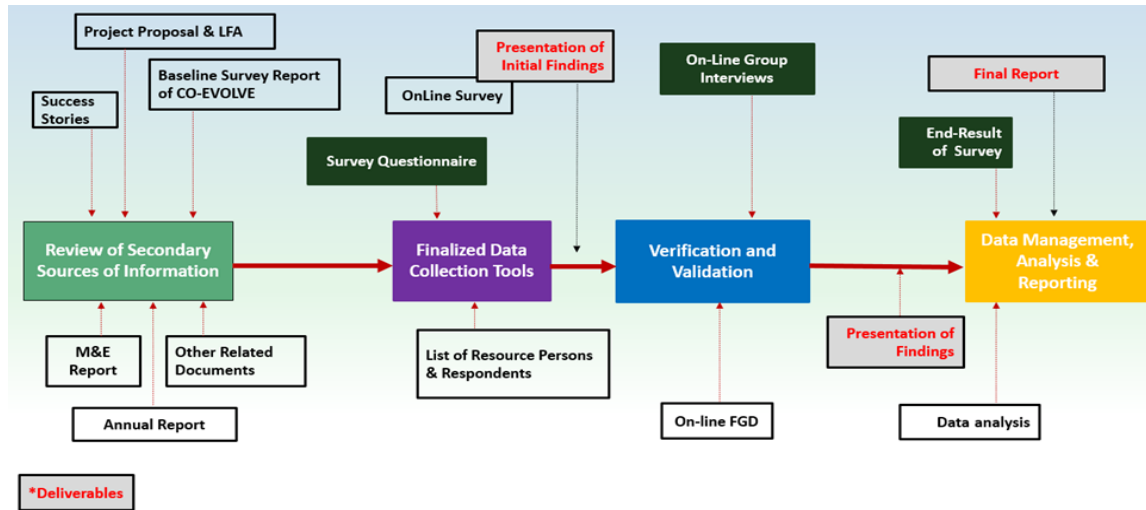 Project Proposal & LFA
Presentation of
Initial Findings
On-Line Group
Interviews
Final Report
Baseline Survey Report
of CO-EVOLVE
OnLine Survey
Success
Stories
End-Result
of Survey
Survey Questionnaire
Review of Secondary
Sources of Information
Finalized Data
Collection Tools
Verification and
Validation
Data Management,
Analysis &
Reporting
M&E
Report
Other Related
Documents
List of Resource Persons
& Respondents
Presentation of
Findings
Annual Report
On-line FGD
Data analysis
*Deliverables